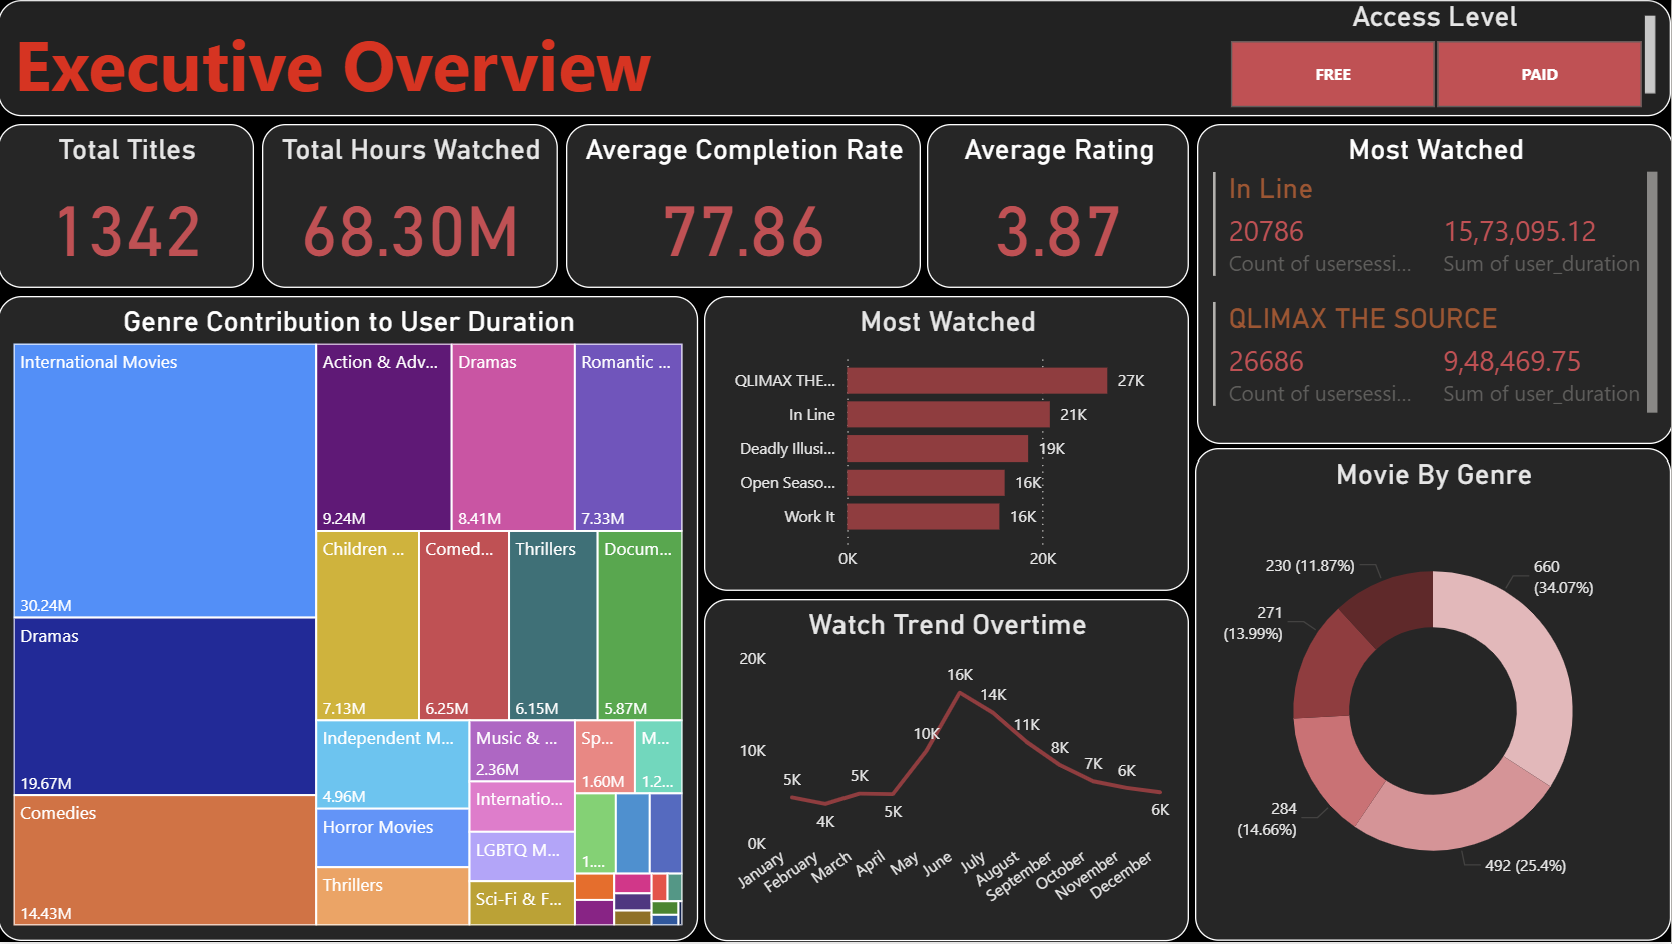 Executive Overview
Access Level
FREE
PAID
Total Titles
1342
Total Hours Watched
68.30M
Average Completion Rate
77.86
Average Rating
3.87
Most Watched
In Line
20786
15,73,095.12
Count of usersessi...
Sum of user_duration
QLIMAX THE SOURCE
26686
9,48,469.75
Count of usersessi...
Sum of user_duration
Genre Contribution to User Duration
International Movies
30.24M
Dramas
19.67M
Comedies
14.43M
Action & Adv...
9.24M
Dramas
8.41M
Romantic ...
7.33M
Children ...
7.13M
Comed...
6.25M
Thrillers
6.15M
Docum...
5.87M
Independent M...
4.96M
Horror Movies
Thrillers
Music & ...
2.36M
Internatio...
LGBTQ M...
Sci-Fi & F...
Sp...
1.60M
M...
1.2...
1....
Most Watched
QLIMAX THE...
27K
In Line
21K
Deadly Illusi...
19K
Open Seaso...
16K
Work It
16K
0K
20K
Watch Trend Overtime
20K
10K
0K
5K
4K
5K
5K
10K
16K
14K
11K
8K
7K
6K
6K
January
February
March
April
May
June
July
August
September
October
November
December
Movie By Genre
660
(34.07%)
492 (25.4%)
284
(14.66%)
271
(13.99%)
230 (11.87%)